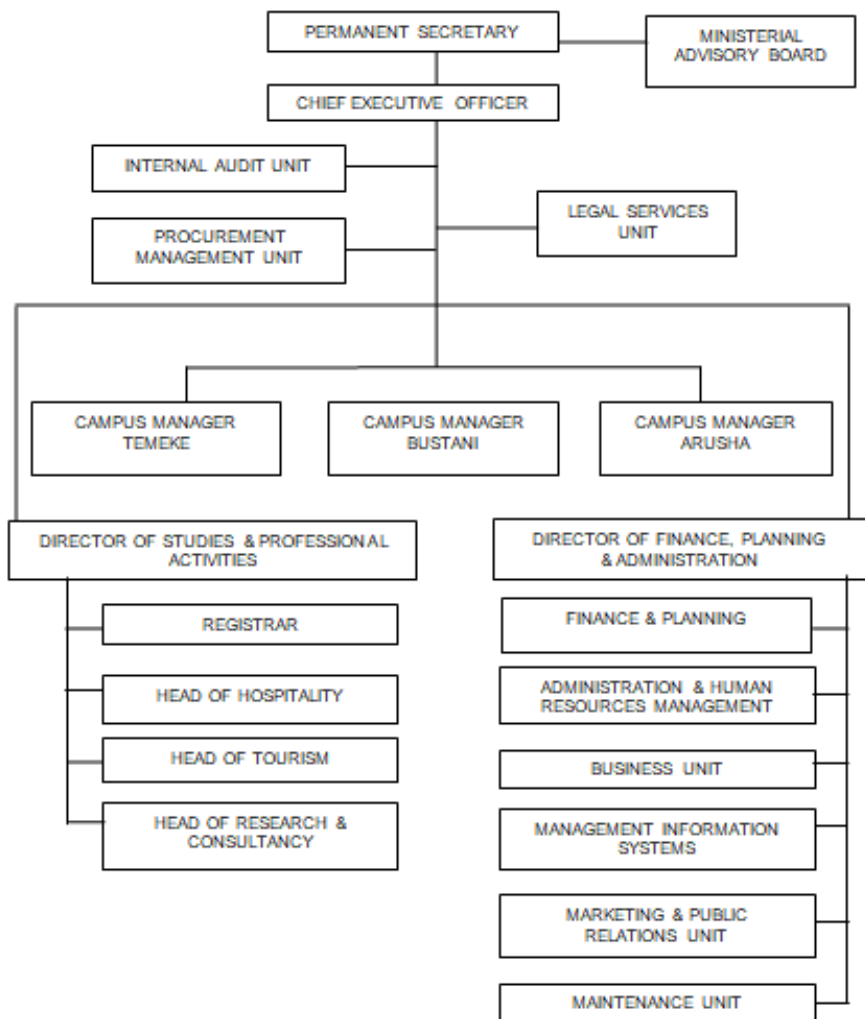 PERMANENT SECRETARY
MINISTERIAL
ADVISORY BOARD
CHIEF EXECUTIVE OFFICER
INTERNAL AUDIT UNIT
LEGAL SERVICES
UNIT
PROCUREMENT
MANAGEMENT UNIT
CAMPUS MANAGER
TEMEKE
CAMPUS MANAGER
BUSTANI
CAMPUS MANAGER
ARUSHA
DIRECTOR OF STUDIES & PROFESSIONAL
ACTIVITIES
DIRECTOR OF FINANCE, PLANNING
& ADMINISTRATION
REGISTRAR
HEAD OF HOSPITALITY
HEAD OF TOURISM
HEAD OF RESEARCH &
CONSULTANCY
FINANCE & PLANNING
ADMINISTRATION & HUMAN
RESOURCES MANAGEMENT
BUSINESS UNIT
MANAGEMENT INFORMATION
SYSTEMS
MARKETING & PUBLIC
RELATIONS UNIT
MAINTENANCE UNIT